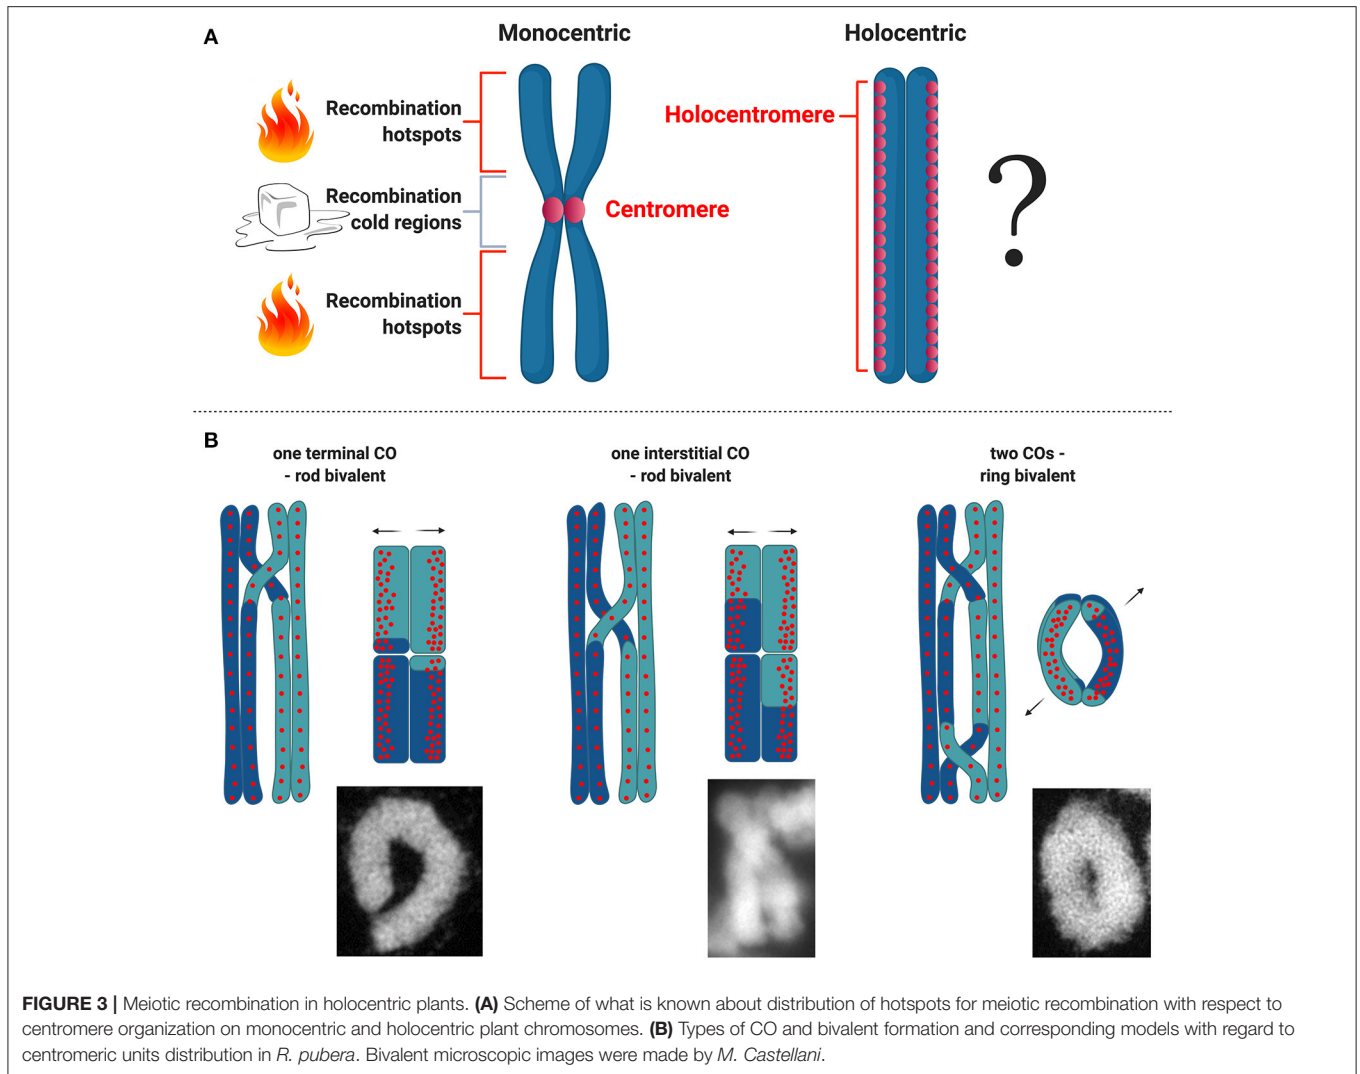 A
Monocentric
Holocentric
Recombination
hotspots
Recombination
cold regions
Recombination
hotspots
Centromere
Holocentromere
?
B
one terminal CO
- rod bivalent
one interstitial CO
- rod bivalent
two COs -
ring bivalent
FIGURE 3 | Meiotic recombination in holocentric plants. (A) Scheme of what is known about distribution of hotspots for meiotic recombination with respect to
centromere organization on monocentric and holocentric plant chromosomes. (B) Types of CO and bivalent formation and corresponding models with regard to
centromeric units distribution in R. pubera. Bivalent microscopic images were made by M. Castellani.